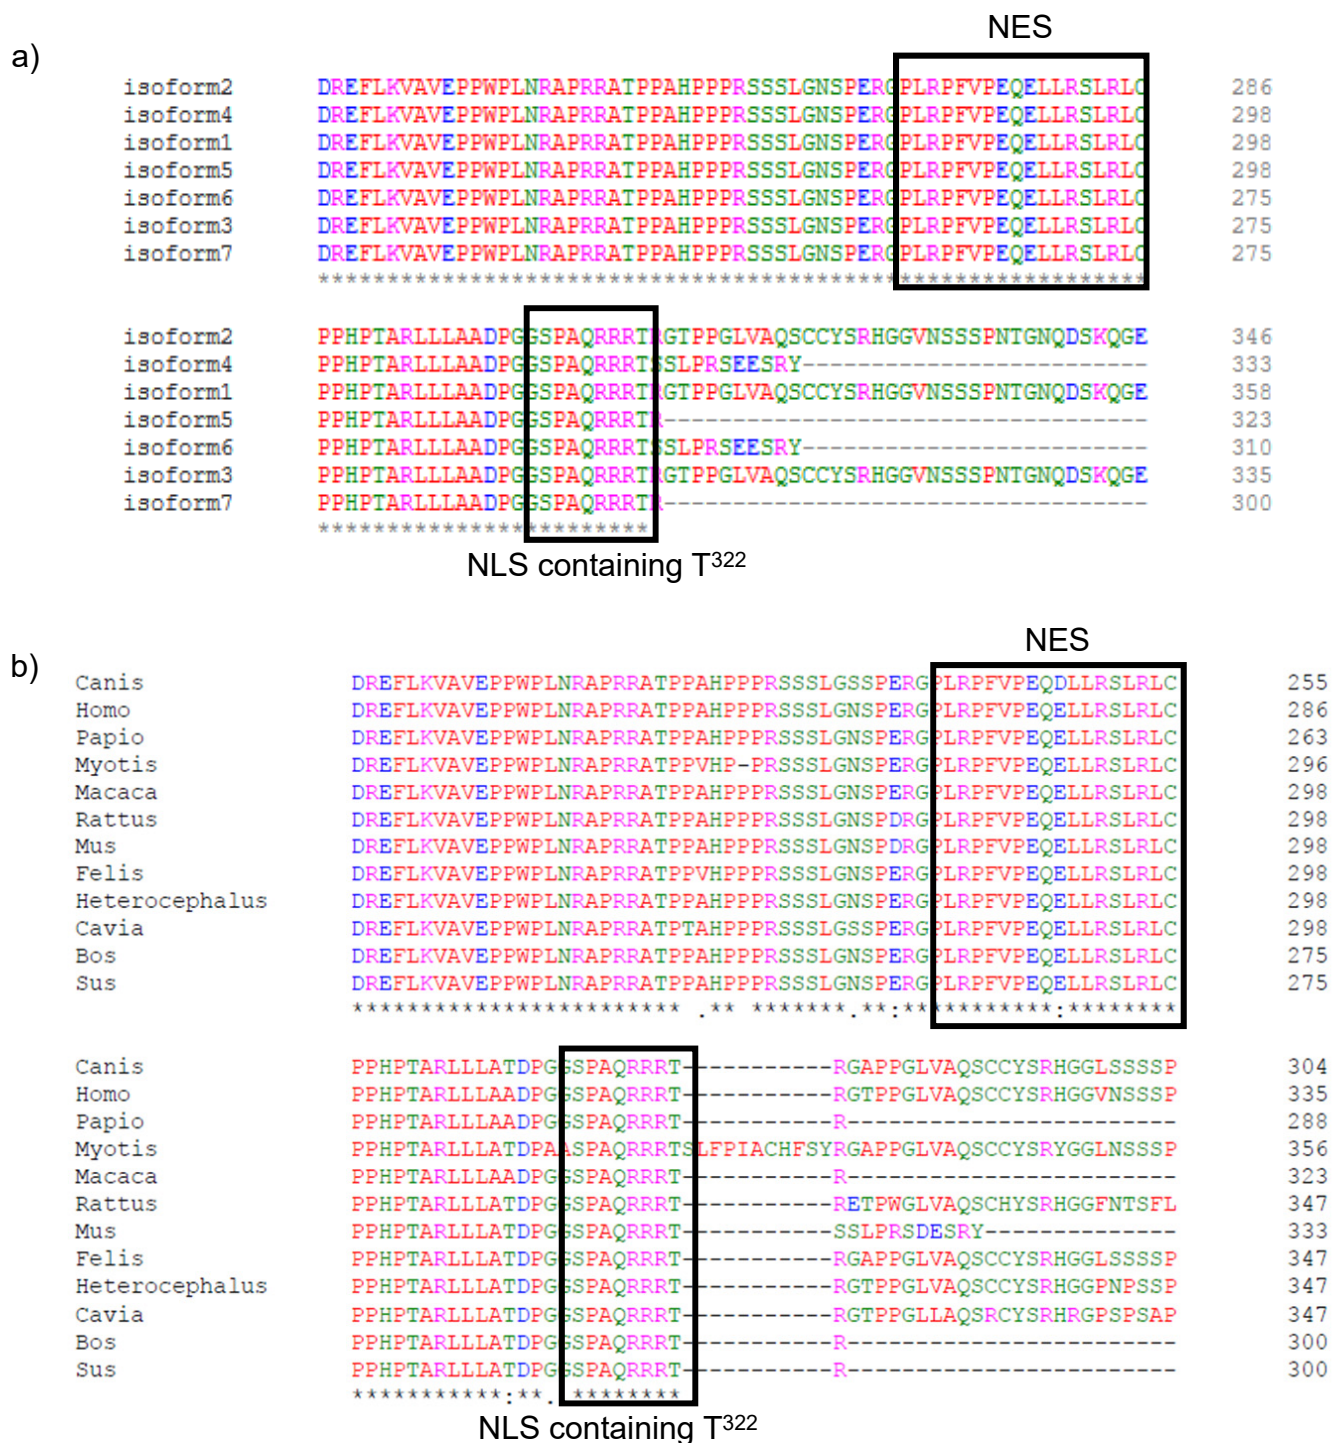 NES
a)
isoform2 DREFLKVAVEPPWPLNRAPRRATPPAHPPPRSSSLGNSPERGPLRPFVPEQELLRSLRLC 286
isoform4 DREFLKVAVEPPWPLNRAPRRATPPAHPPPRSSSLGNSPERGPLRPFVPEQELLRSLRLC 298
isoform1 DREFLKVAVEPPWPLNRAPRRATPPAHPPPRSSSLGNSPERGPLRPFVPEQELLRSLRLC 298
isoform5 DREFLKVAVEPPWPLNRAPRRATPPAHPPPRSSSLGNSPERGPLRPFVPEQELLRSLRLC 298
isoform6 DREFLKVAVEPPWPLNRAPRRATPPAHPPPRSSSLGNSPERGPLRPFVPEQELLRSLRLC 275
isoform3 DREFLKVAVEPPWPLNRAPRRATPPAHPPPRSSSLGNSPERGPLRPFVPEQELLRSLRLC 275
isoform7 DREFLKVAVEPPWPLNRAPRRATPPAHPPPRSSSLGNSPERGPLRPFVPEQELLRSLRLC 275
************************************************************
isoform2 PPHPTARLLLAADPGGSPAQRRRTRGTPPGLVAQSCCYSRHGGVNSSSPNTGNQDSKQGE 346
isoform4 PPHPTARLLLAADPGGSPAQRRRTSSLPRSEESRY------------------------- 333
isoform1 PPHPTARLLLAADPGGSPAQRRRTRGTPPGLVAQSCCYSRHGGVNSSSPNTGNQDSKQGE 358
isoform5 PPHPTARLLLAADPGGSPAQRRRTR----------------------------------- 323
isoform6 PPHPTARLLLAADPGGSPAQRRRTSSLPRSEESRY------------------------- 310
isoform3 PPHPTARLLLAADPGGSPAQRRRTRGTPPGLVAQSCCYSRHGGVNSSSPNTGNQDSKQGE 335
isoform7 PPHPTARLLLAADPGGSPAQRRRTR----------------------------------- 300
************************
NLS containing T322
NES
b)
Canis DREFLKVAVEPPWPLNRAPRRATPPAHPPPRSSSLGSSPERGPLRPFVPEQDLLRSLRLC 255
Homo DREFLKVAVEPPWPLNRAPRRATPPAHPPPRSSSLGNSPERGPLRPFVPEQELLRSLRLC 286
Papio DREFLKVAVEPPWPLNRAPRRATPPAHPPPRSSSLGNSPERGPLRPFVPEQELLRSLRLC 263
Myotis DREFLKVAVEPPWPLNRAPRRATPPVHP-PRSSSLGNSPERGPLRPFVPEQELLRSLRLC 296
Macaca DREFLKVAVEPPWPLNRAPRRATPPAHPPPRSSSLGNSPERGPLRPFVPEQELLRSLRLC 298
Rattus DREFLKVAVEPPWPLNRAPRRATPPAHPPPRSSSLGNSPDRGPLRPFVPEQELLRSLRLC 298
Mus DREFLKVAVEPPWPLNRAPRRATPPAHPPPRSSSLGNSPDRGPLRPFVPEQELLRSLRLC 298
Felis DREFLKVAVEPPWPLNRAPRRATPPVHPPPRSSSLGNSPERGPLRPFVPEQELLRSLRLC 298
Heterocephalus DREFLKVAVEPPWPLNRAPRRATPPAHPPPRSSSLGNSPERGPLRPFVPEQELLRSLRLC 298
Cavia DREFLKVAVEPPWPLNRAPRRATPTAHPPPRSSSLGSSPERGPLRPFVPEQELLRSLRLC 298
Bos DREFLKVAVEPPWPLNRAPRRATPPAHPPPRSSSLGNSPERGPLRPFVPEQELLRSLRLC 275
Sus DREFLKVAVEPPWPLNRAPRRATPPAHPPPRSSSLGNSPERGPLRPFVPEQELLRSLRLC 275
************************ .** *******.**:***********:********
Canis PPHPTARLLLATDPGGSPAQRRRT-----------RGAPPGLVAQSCCYSRHGGLSSSSP 304
Homo PPHPTARLLLAADPGGSPAQRRRT-----------RGTPPGLVAQSCCYSRHGGVNSSSP 335
Papio PPHPTARLLLAADPGGSPAQRRRT-----------R------------------------ 288
Myotis PPHPTARLLLATDPAASPAQRRRTSLFPIACHFSYRGAPPGLVAQSCCYSRYGGLNSSSP 356
Macaca PPHPTARLLLAADPGGSPAQRRRT-----------R------------------------ 323
Rattus PPHPTARLLLATDPGGSPAQRRRT-----------RETPWGLVAQSCHYSRHGGFNTSFL 347
Mus PPHPTARLLLATDPGGSPAQRRRT-----------SSLPRSDESRY-------------- 333
Felis PPHPTARLLLATDPGGSPAQRRRT-----------RGAPPGLVAQSCCYSRHGGLSSSSP 347
Heterocephalus PPHPTARLLLATDPGGSPAQRRRT-----------RGTPPGLVAQSCCYSRHGGPNPSSP 347
Cavia PPHPTARLLLATDPGGSPAQRRRT-----------RGTPPGLLAQSRCYSRHRGPSPSAP 347
Bos PPHPTARLLLATDPGGSPAQRRRT-----------R------------------------ 300
Sus PPHPTARLLLATDPGGSPAQRRRT-----------R------------------------ 300
***********:**. ********
NLS containing T322